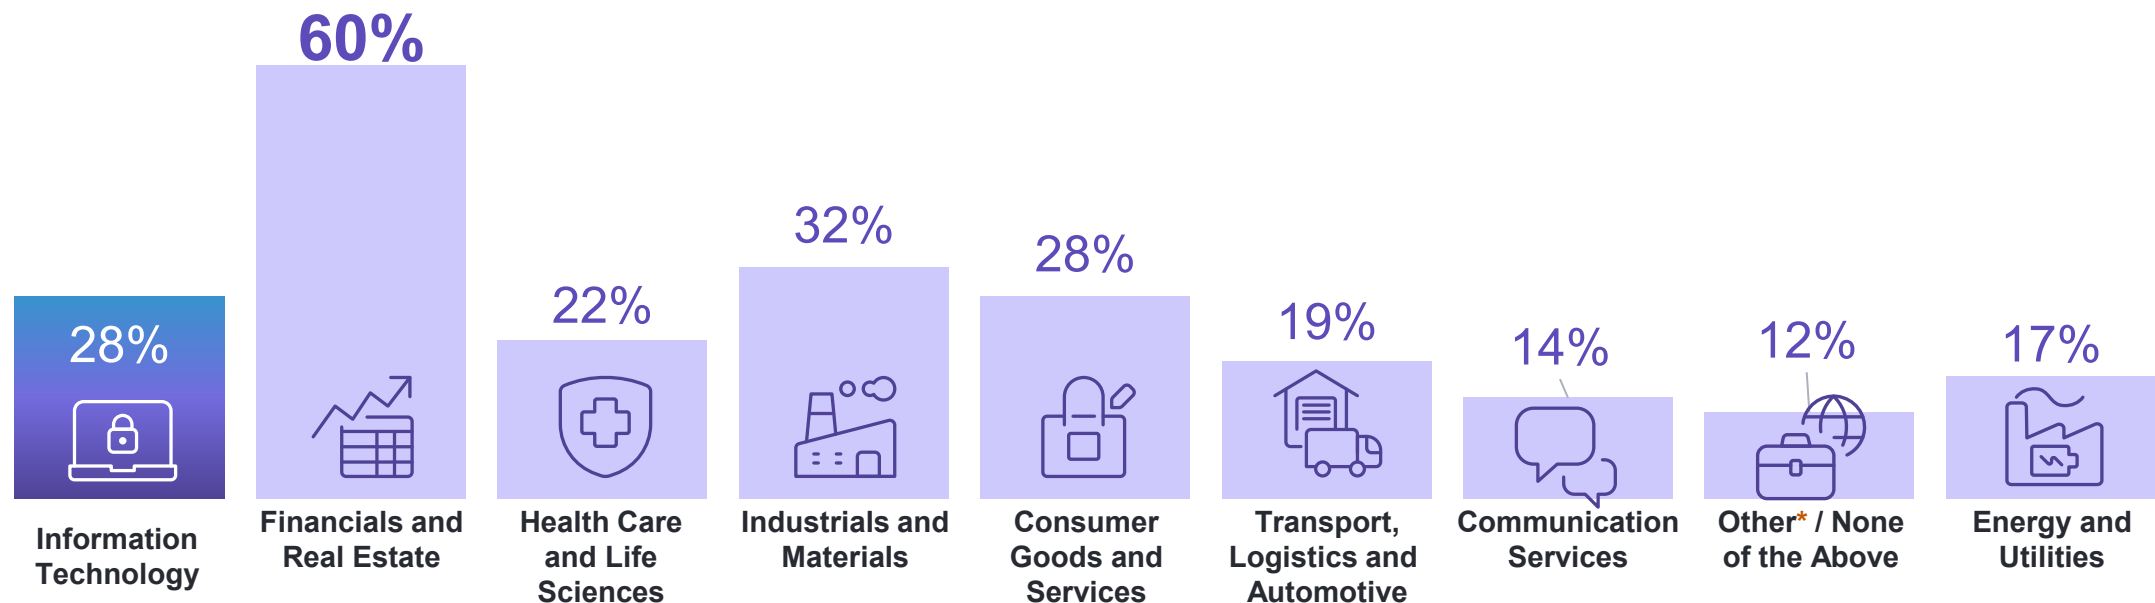 60%
32%
28%
22%
19%
28%
14%
12%
17%
Information
Technology
Financials and
Real Estate
Health Care
and Life
Sciences
Industrials and
Materials
Consumer
Goods and
Services
Transport,
Logistics and
Automotive
Communication
Services
Other* / None
of the Above
Energy and
Utilities